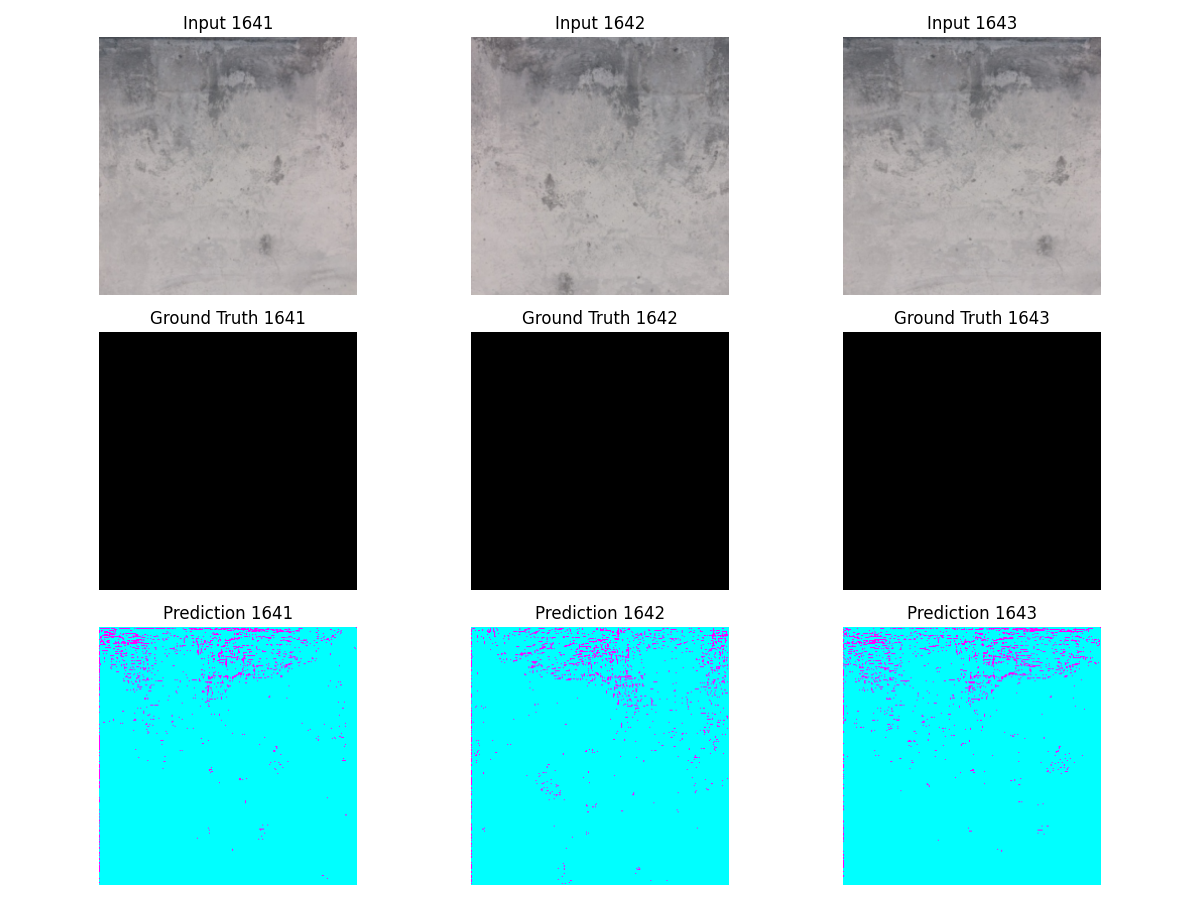 Input 1641
Input 1642
Input 1643
Ground Truth 1641
Ground Truth 1642
Ground Truth 1643
Prediction 1641
Prediction 1642
Prediction 1643